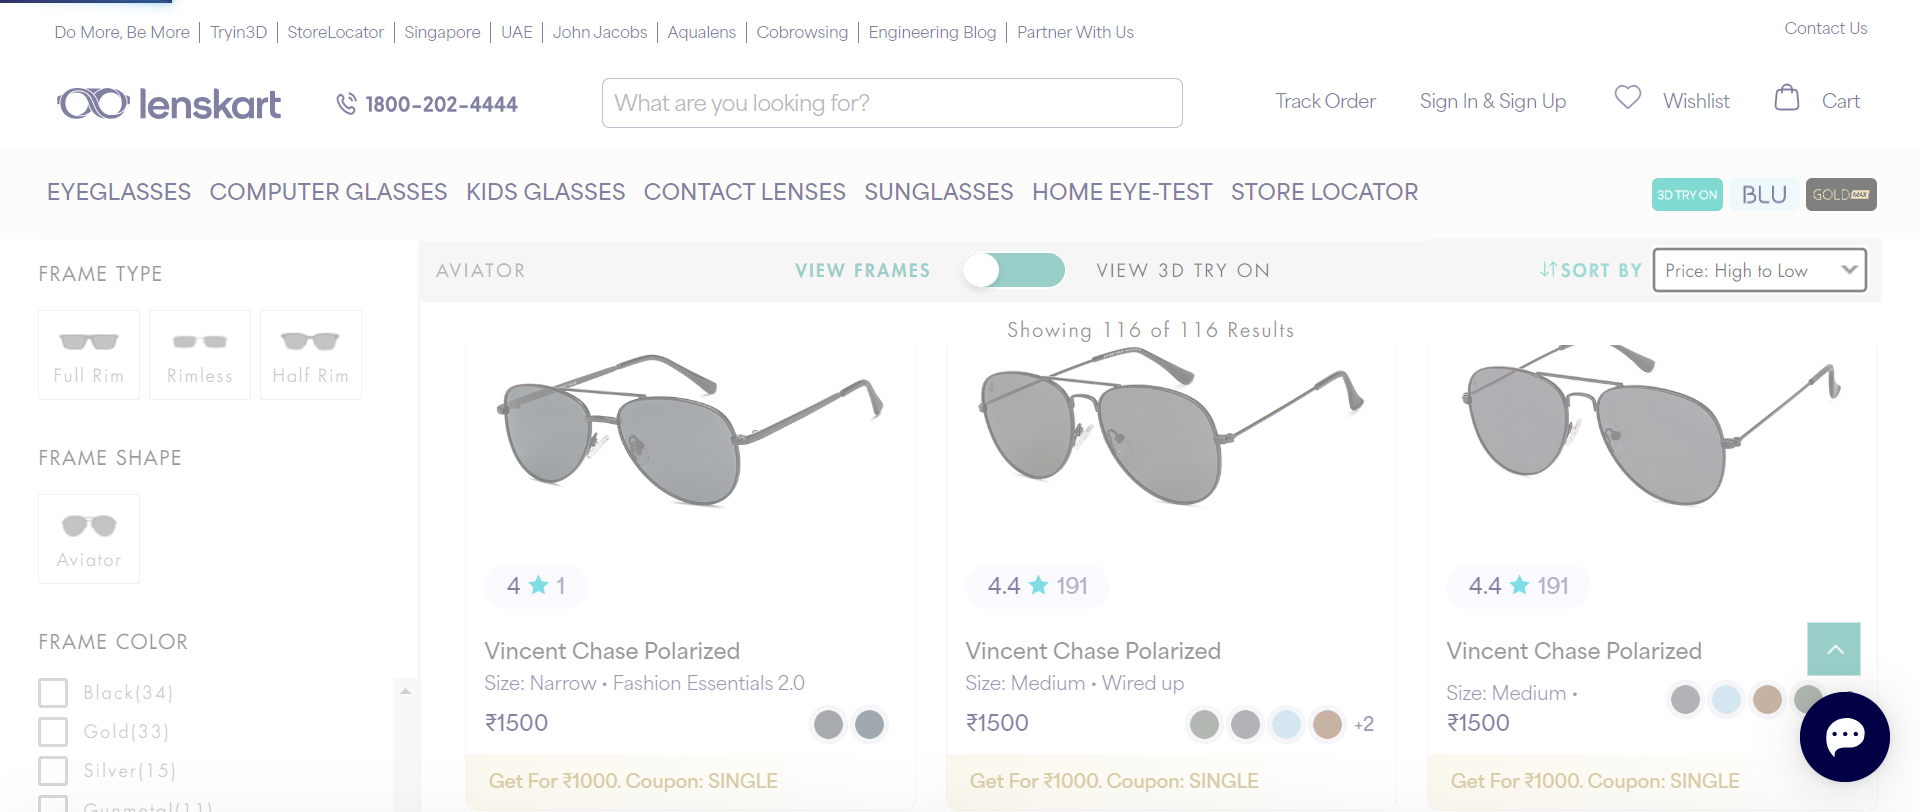 Do More, Be More
Tryin3D
StoreLocator
Singapore
UAE
John Jacobs
Aqualens
Cobrowsing
Engineering Blog
Partner With Us
Contact Us
lenskart
1800-202-4444
What are you looking for?
Track Order
Sign In & Sign Up
Wishlist
Cart
EYEGLASSES
COMPUTER GLASSES
KIDS GLASSES
CONTACT LENSES
SUNGLASSES
HOME EYE-TEST
STORE LOCATOR
3D TRY ON
BLU
GOLD MAX
FRAME TYPE
Full Rim
Rimless
Half Rim
FRAME SHAPE
Aviator
FRAME COLOR
Black(34)
Gold(33)
Silver(15)
Gunmetal(11)
AVIATOR
VIEW FRAMES
VIEW 3D TRY ON
SORT BY
Price: High to Low
Showing 116 of 116 Results
4 ★ 1
Vincent Chase Polarized
Size: Narrow • Fashion Essentials 2.0
₹1500
Get For ₹1000. Coupon: SINGLE
4.4 ★ 191
Vincent Chase Polarized
Size: Medium • Wired up
₹1500
+2
Get For ₹1000. Coupon: SINGLE
4.4 ★ 191
Vincent Chase Polarized
Size: Medium •
₹1500
Get For ₹1000. Coupon: SINGLE